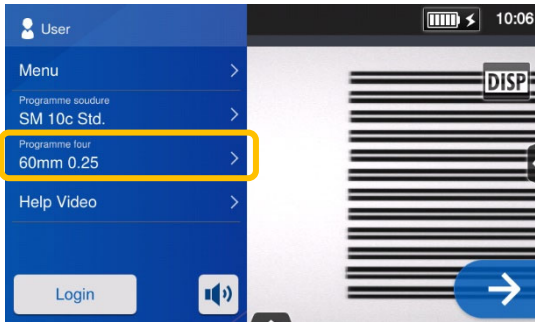 User
10:06
Menu
DISP
Programme soudure
SM 10c Std.
Programme four
60mm 0.25
Help Video
Login